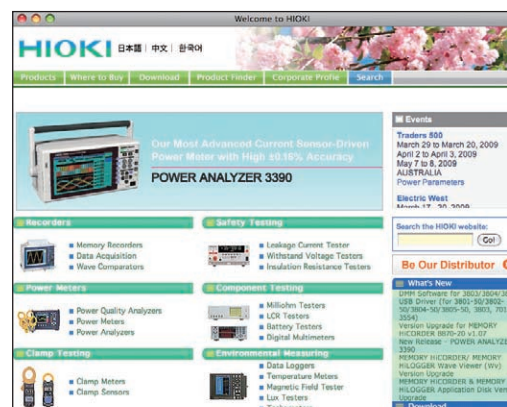 Welcome to HIOKI
HIOKI 日本語 | 中文 | 한국어
Products Where to Buy Download Product Finder Corporate Profile Search
Our Most Advanced Current Sensor-Driven
Power Meter with High ±0.16% Accuracy
POWER ANALYZER 3390
Recorders
Memory Recorders
Data Acquisition
Wave Comparators
Safety Testing
Leakage Current Tester
Withstand Voltage Testers
Insulation Resistance Testers
Power Meters
Power Quality Analyzers
Power Meters
Power Analyzers
Component Testing
Milliohm Testers
LCR Testers
Battery Testers
Digital Multimeters
Clamp Testing
Clamp Meters
Clamp Sensors
Environmental Measuring
Data Loggers
Temperature Meters
Magnetic Field Tester
Lux Testers
Events
Traders 500
March 29 to March 20, 2009
April 2 to April 3, 2009
May 7 to 8, 2009
AUSTRALIA
Power Parameters
Electric West
March 17 - 20, 2009
Search the HIOKI website:
Go!
Be Our Distributor
What's New
DMM Software for 3803/3804/38
USB Driver (for 3801-50/3802-
50/3804-50/3805-50, 3803, 701
3554)
Version Upgrade for MEMORY
HiCORDER 8870-20 v1.07
New Release - POWER ANALYZE
3390
MEMORY HiCORDER/ MEMORY
HiLOGGER Wave Viewer (Wv)
Version Upgrade
MEMORY HiCORDER & MEMORY
HiLOGGER Application Disk Vers
Upgrade
Download